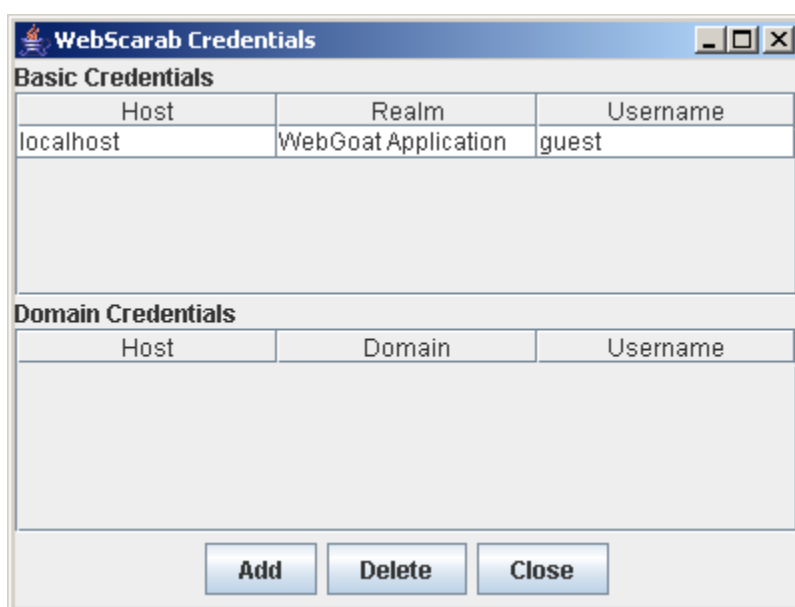 WebScarab Credentials
Basic Credentials
Host Realm Username
localhost WebGoat Application guest
Domain Credentials
Host Domain Username
Add Delete Close